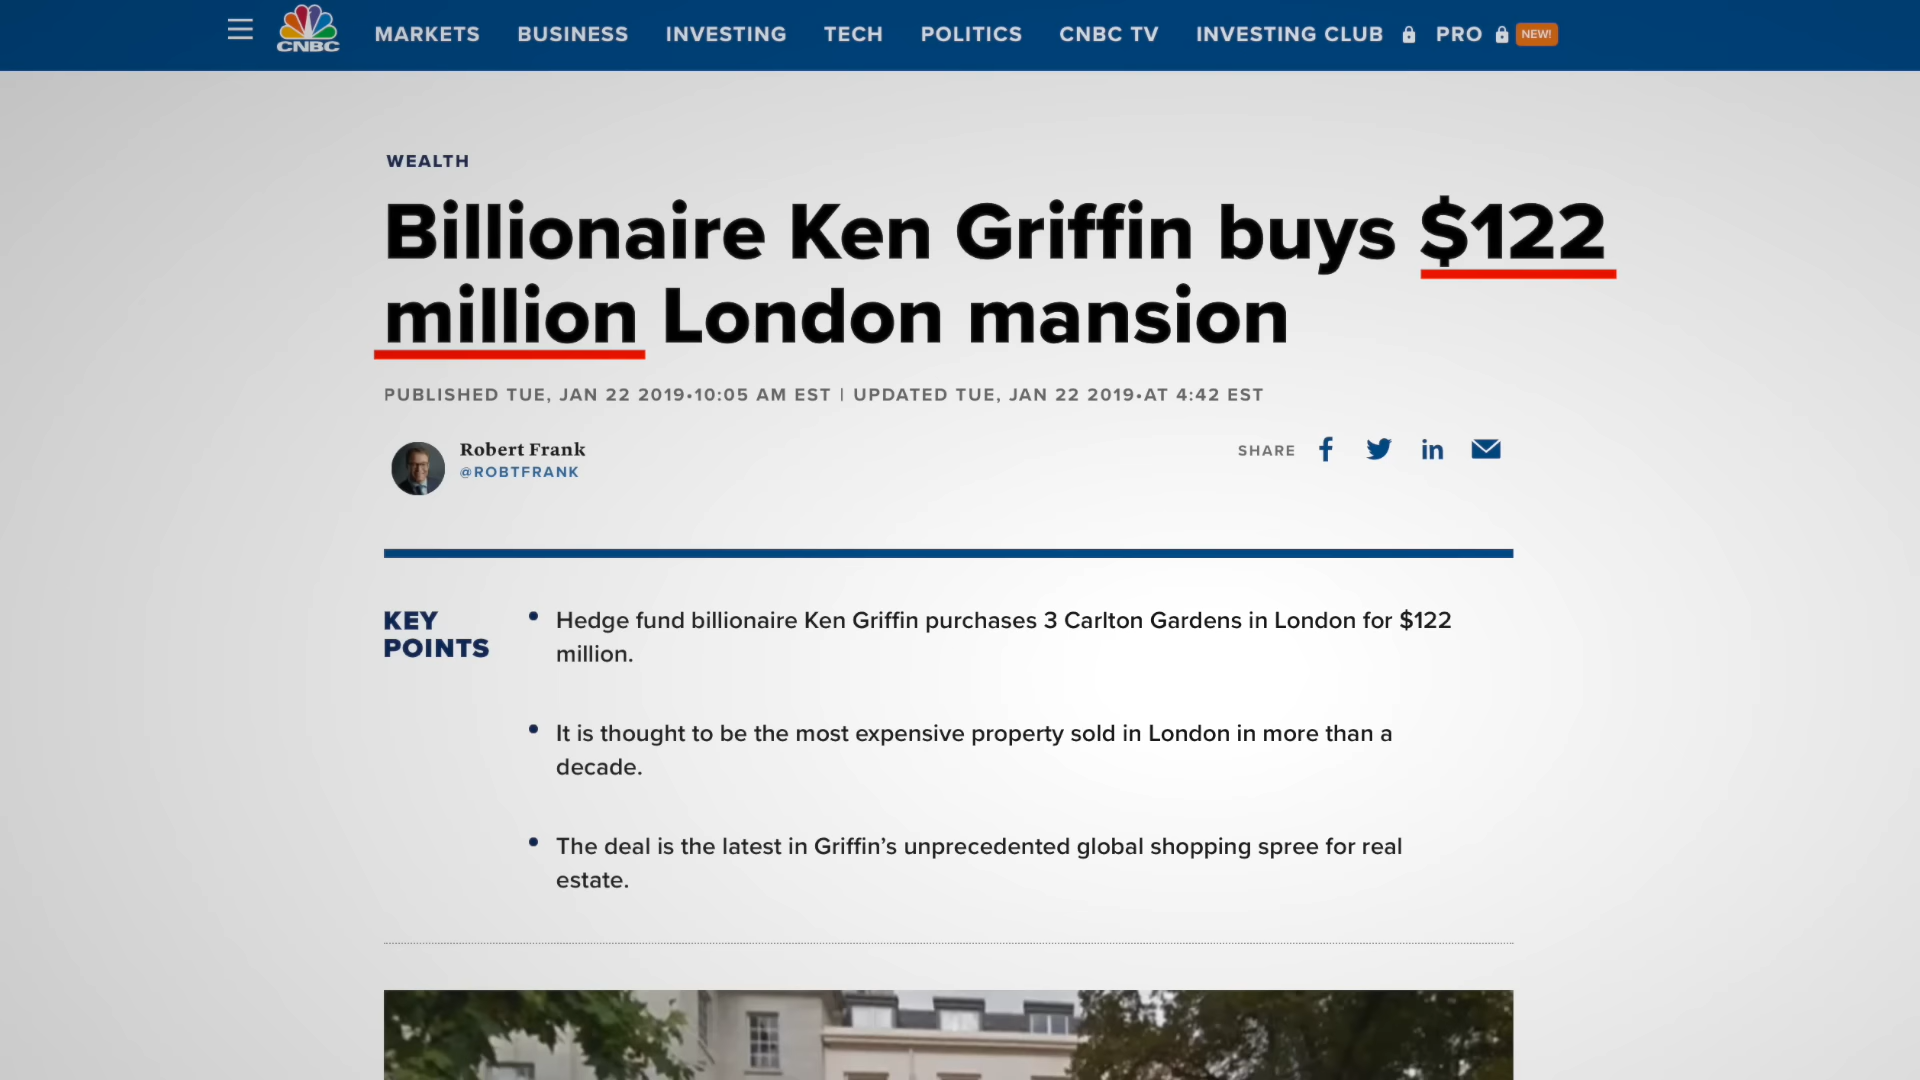 CNBC
MARKETS BUSINESS INVESTING TECH POLITICS CNBC TV INVESTING CLUB PRO NEW!
WEALTH
Billionaire Ken Griffin buys $122
million London mansion
PUBLISHED TUE, JAN 22 2019•10:05 AM EST | UPDATED TUE, JAN 22 2019•AT 4:42 EST
Robert Frank
@ROBTFRANK
SHARE
KEY
POINTS
• Hedge fund billionaire Ken Griffin purchases 3 Carlton Gardens in London for $122
million.
• It is thought to be the most expensive property sold in London in more than a
decade.
• The deal is the latest in Griffin’s unprecedented global shopping spree for real
estate.